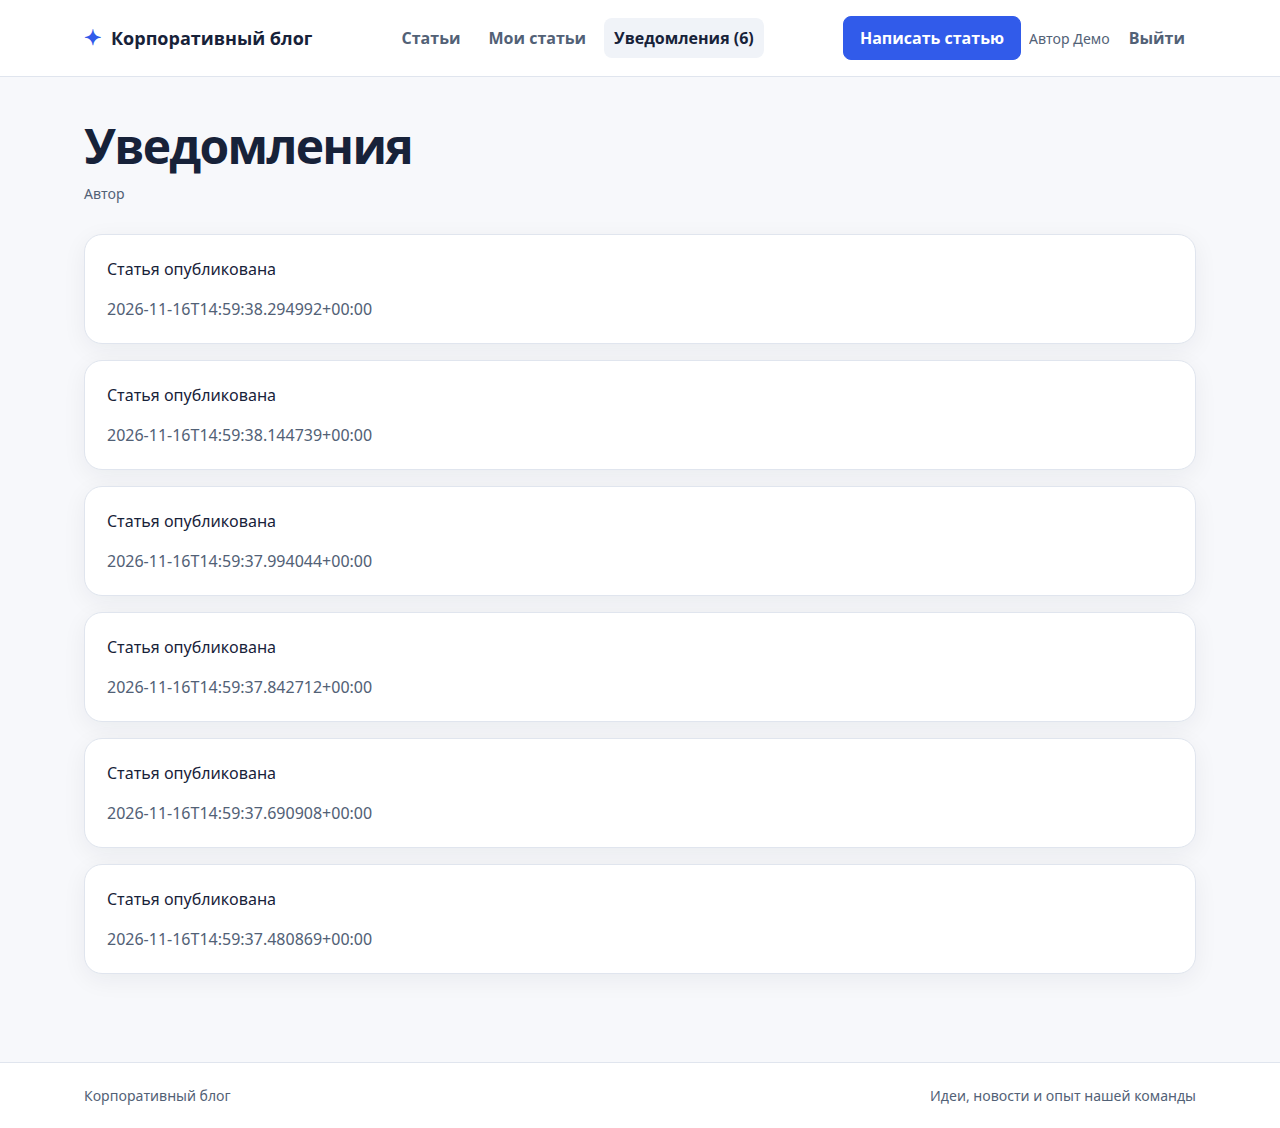 ✦ Корпоративный блог Статьи Мои статьи Уведомления (6) Написать статью Автор Демо Выйти
Уведомления
Автор
Статья опубликована
2026-11-16T14:59:38.294992+00:00
Статья опубликована
2026-11-16T14:59:38.144739+00:00
Статья опубликована
2026-11-16T14:59:37.994044+00:00
Статья опубликована
2026-11-16T14:59:37.842712+00:00
Статья опубликована
2026-11-16T14:59:37.690908+00:00
Статья опубликована
2026-11-16T14:59:37.480869+00:00
Корпоративный блог Идеи, новости и опыт нашей команды